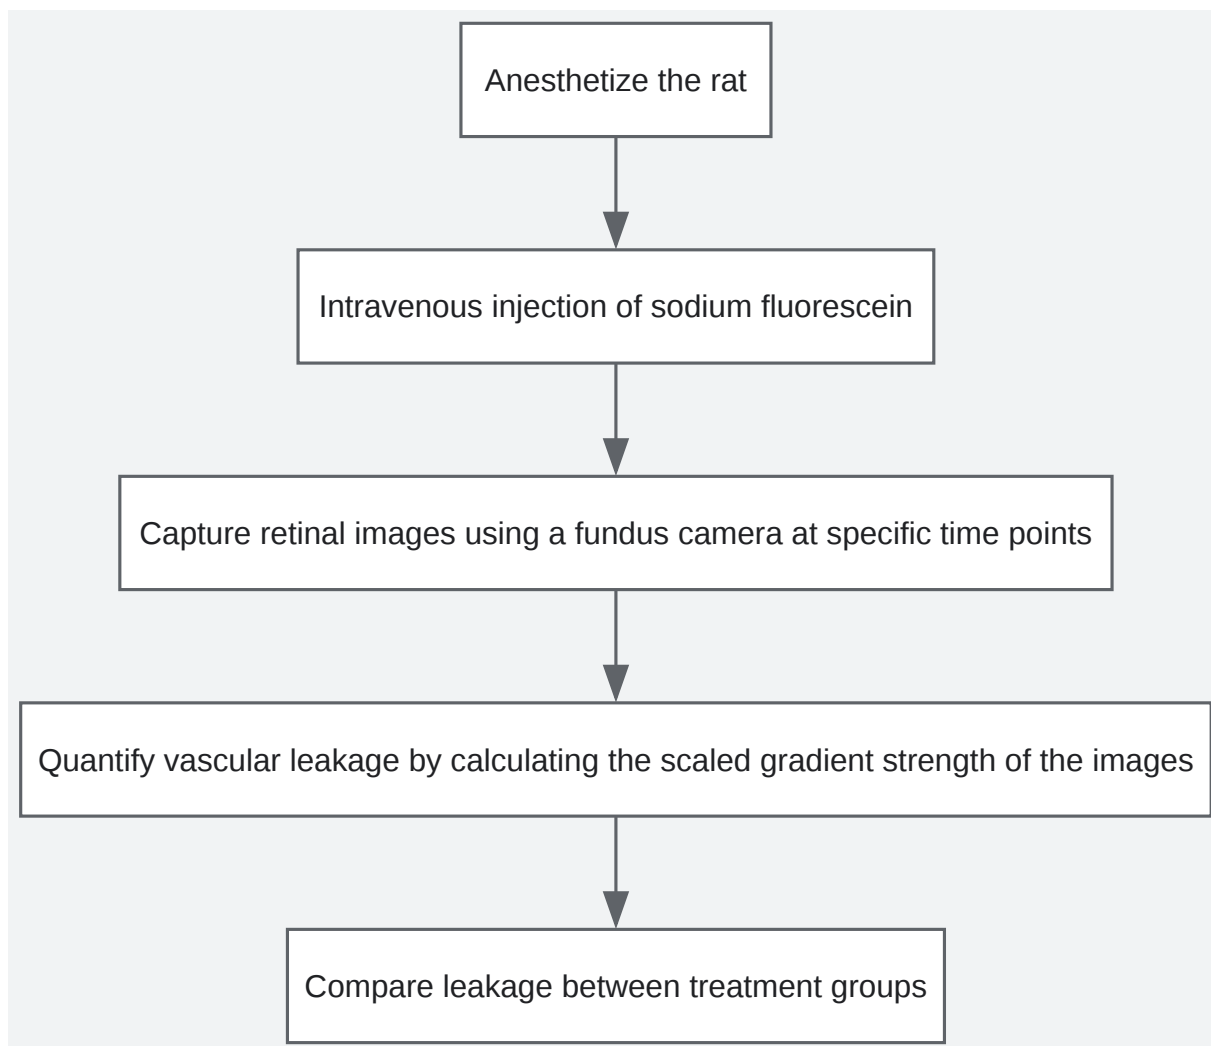 Anesthetize the rat
Intravenous injection of sodium fluorescein
Capture retinal images using a fundus camera at specific time points
Quantify vascular leakage by calculating the scaled gradient strength of the images
Compare leakage between treatment groups